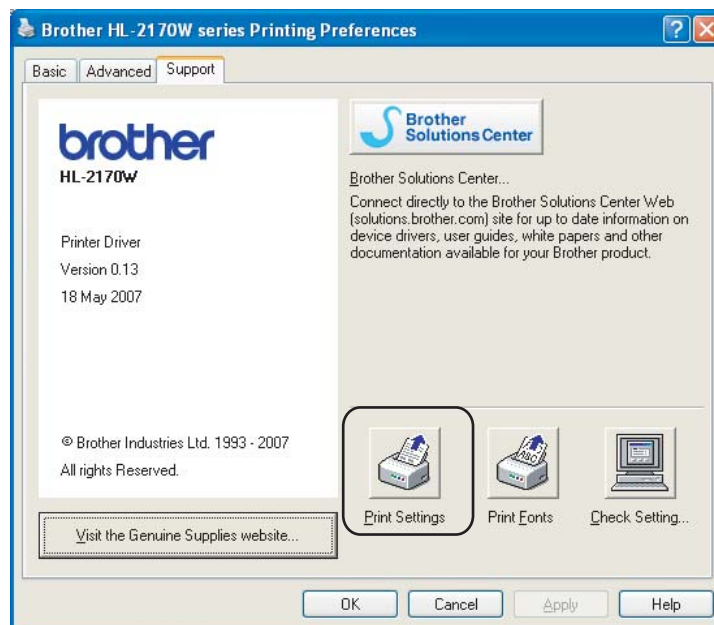 Brother HL-2170W series Printing Preferences
Basic Advanced Support
brother
HL-2170W
Printer Driver
Version 0.13
18 May 2007
© Brother Industries Ltd. 1993 - 2007
All rights Reserved.
Visit the Genuine Supplies website...
Brother
Solutions Center
Brother Solutions Center...
Connect directly to the Brother Solutions Center Web
(solutions.brother.com) site for up to date information on
device drivers, user guides, white papers and other
documentation available for your Brother product.
ABC
Print Settings Print Fonts Check Setting...
OK Cancel Apply Help